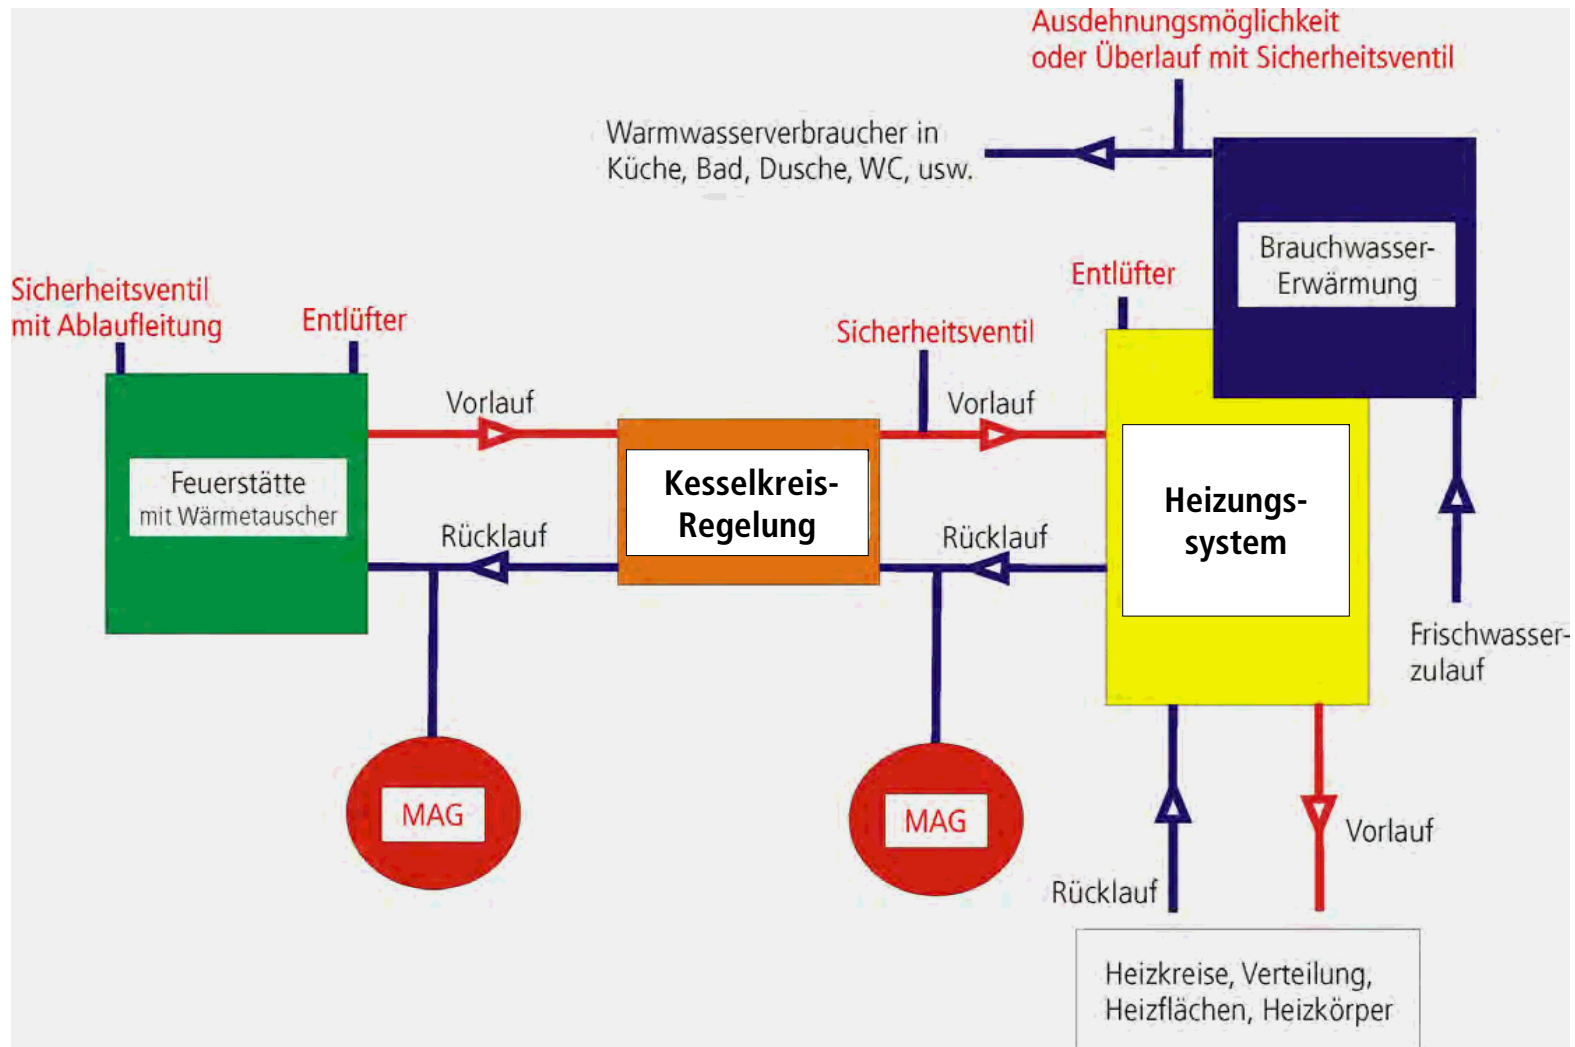 Ausdehnungsmöglichkeit
oder Überlauf mit Sicherheitsventil
Warmwasserverbraucher in
Küche, Bad, Dusche, WC, usw.
Brauchwasser-
Erwärmung
Sicherheitsventil
mit Ablaufleitung
Entlüfter
Entlüfter
Sicherheitsventil
Vorlauf
Vorlauf
Feuerstätte
mit Wärmetauscher
Kesselkreis-
Regelung
Heizungs-
system
Rücklauf
Rücklauf
Frischwasser-
zulauf
MAG
MAG
Vorlauf
Rücklauf
Heizkreise, Verteilung,
Heizflächen, Heizkörper